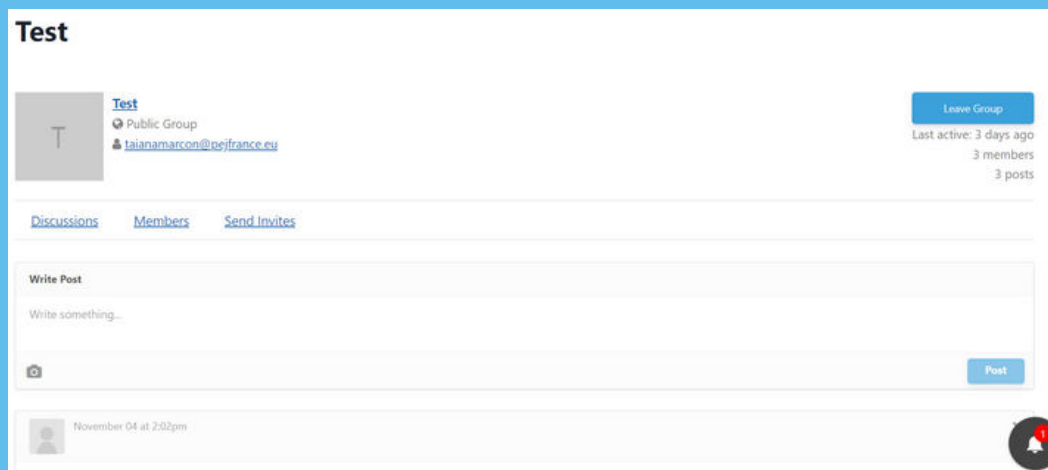 Test
T
Test
Public Group
taianamarcon@pejfrance.eu
Leave Group
Last active: 3 days ago
3 members
3 posts
Discussions Members Send Invites
Write Post
Write something...
Post
November 04 at 2:02pm
1